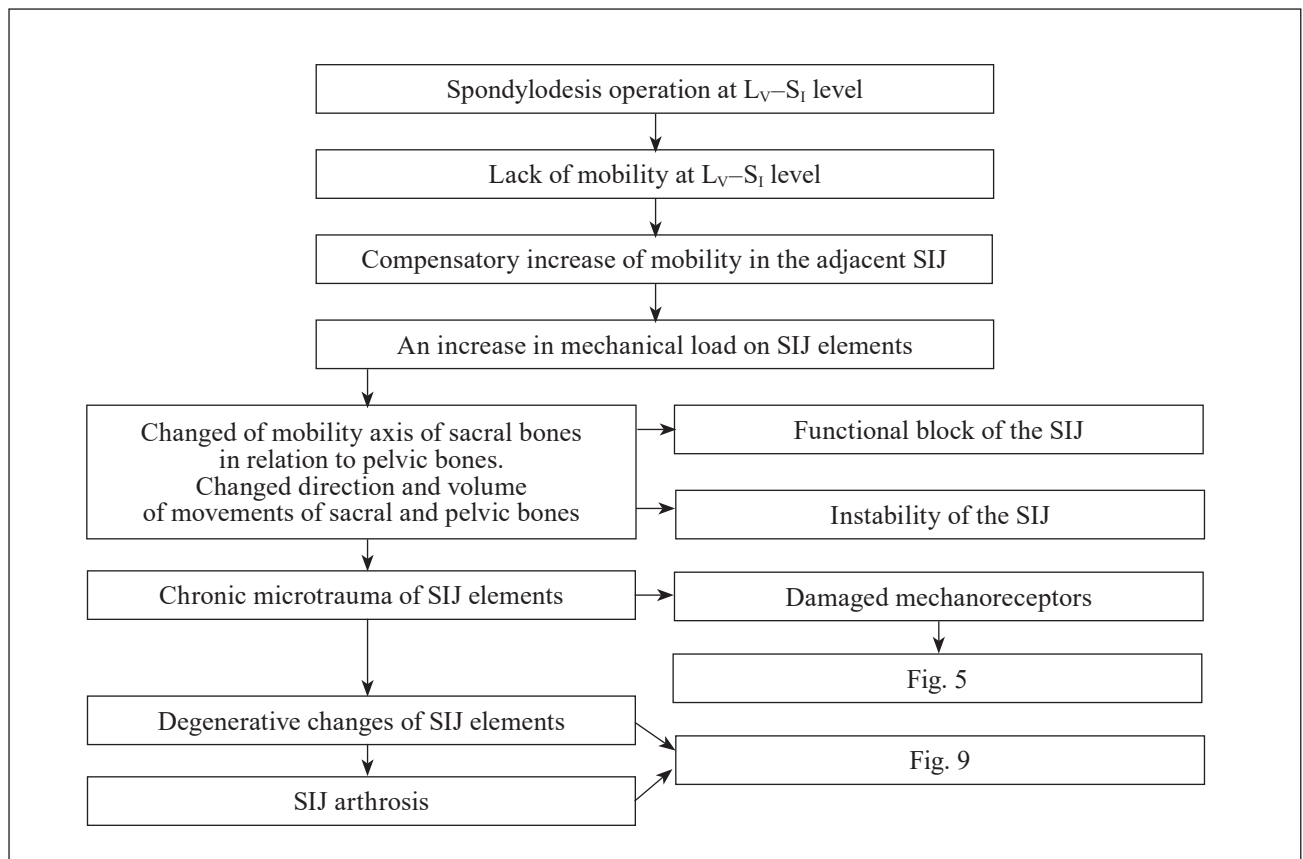 Spondylodesis operation at LV–SI level
Lack of mobility at LV–SI level
Compensatory increase of mobility in the adjacent SIJ
An increase in mechanical load on SIJ elements
Changed of mobility axis of sacral bones
in relation to pelvic bones.
Changed direction and volume
of movements of sacral and pelvic bones
Functional block of the SIJ
Instability of the SIJ
Chronic microtrauma of SIJ elements
Damaged mechanoreceptors
Fig. 5
Degenerative changes of SIJ elements
Fig. 9
SIJ arthrosis